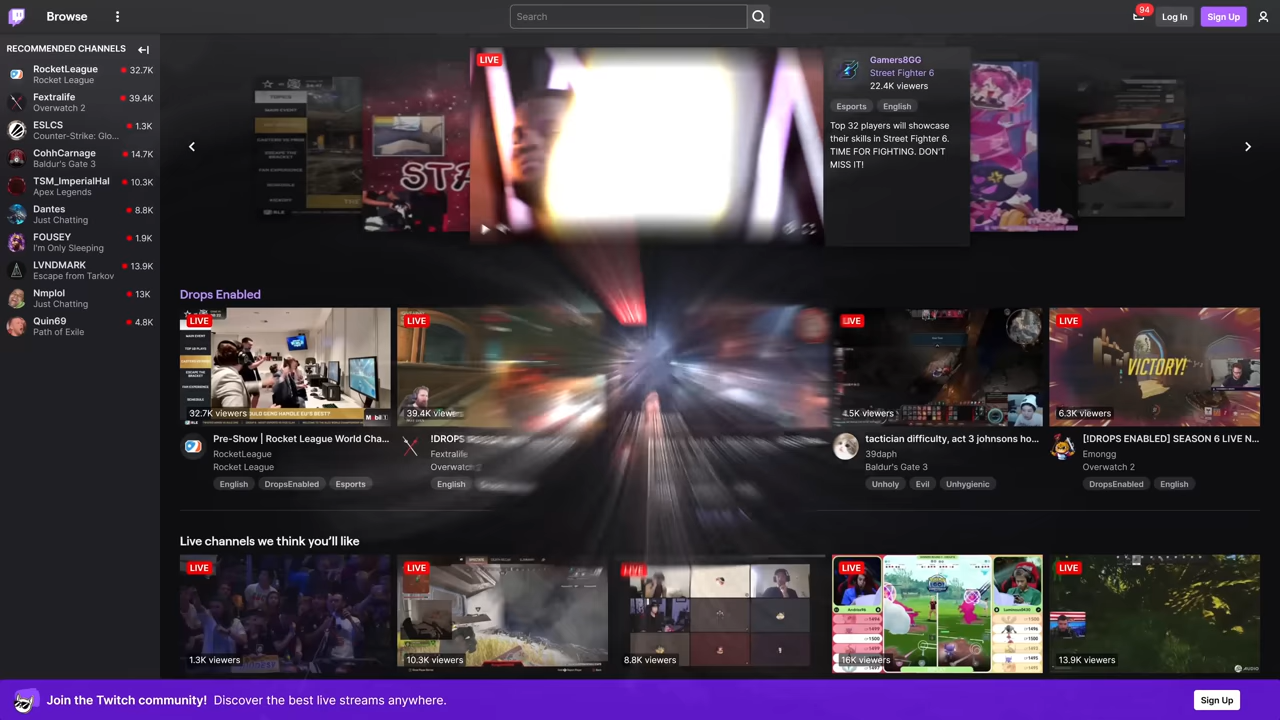 Browse
Search
94
Log In
Sign Up
RECOMMENDED CHANNELS
RocketLeague
Rocket League
32.7K
Fextralife
Overwatch 2
39.4K
ESLCS
Counter-Strike: Glo...
1.3K
CohhCarnage
Baldur's Gate 3
14.7K
TSM_ImperialHal
Apex Legends
10.3K
Dantes
Just Chatting
8.8K
FOUSEY
I'm Only Sleeping
1.9K
LVNDMARK
Escape from Tarkov
13.9K
Nmplol
Just Chatting
13K
Quin69
Path of Exile
4.8K
LIVE
Gamers8GG
Street Fighter 6
22.4K viewers
Esports English
Top 32 players will showcase
their skills in Street Fighter 6.
TIME FOR FIGHTING. DON'T
MISS IT!
Drops Enabled
LIVE
32.7K viewers
Pre-Show | Rocket League World Cha...
RocketLeague
Rocket League
English DropsEnabled Esports
LIVE
39.4K viewers
!DROPS
Fextralife
Overwatch
English
LIVE
4.5K viewers
tactician difficulty, act 3 johnsons ho...
39daph
Baldur's Gate 3
Unholy Evil Unhygienic
LIVE
VICTORY!
6.3K viewers
[!DROPS ENABLED] SEASON 6 LIVE N...
Emongg
Overwatch 2
DropsEnabled English
Live channels we think you'll like
LIVE
1.3K viewers
LIVE
10.3K viewers
LIVE
8.8K viewers
LIVE
16K viewers
LIVE
13.9K viewers
Join the Twitch community! Discover the best live streams anywhere.
Sign Up